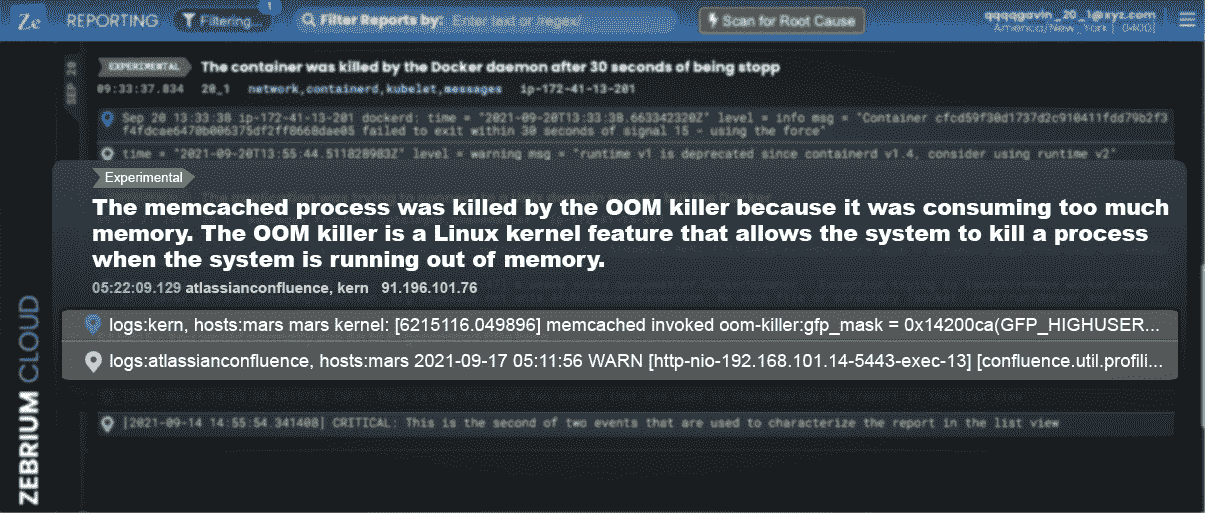 Ze REPORTING Filtering... 1 Filter Reports by: Enter text or /regex/ Scan for Root Cause qqqqgavin_20_1@xyz.com
America/New_York [ 0400]
SEP 20
EXPERIMENTAL The container was killed by the Docker daemon after 30 seconds of being stopp
09:33:37.834 20_1 network,containerd,kubelet,messages ip-172-41-13-201
Sep 20 13:33:38 ip-172-41-13-201 dockerd: time = "2021-09-20T13:33:38.663342320Z" level = info msg = "Container
failed to exit within 30 seconds of signal 15 - using the force"
time = "2021-09-20T13:55:44.511828983Z" level = warning msg = "runtime v1 is deprecated since containerd v1.4, consider using runtime v2"
Experimental
The memcached process was killed by the OOM killer because it was consuming too much
memory. The OOM killer is a Linux kernel feature that allows the system to kill a process
when the system is running out of memory.
05:22:09.129 atlassianconfluence, kern 91.196.101.76
logs:kern, hosts:mars mars kernel: [6215116.049896] memcached invoked oom-killer:gfp_mask = 0x14200ca(GFP_HIGHUSER...
logs:atlassianconfluence, hosts:mars 2021-09-17 05:11:56 WARN [http-nio-192.168.101.14-5443-exec-13] [confluence.util.profili...
[2021-09-14 14:55:54.341408] CRITICAL: This is the second of two events that are used to characterize the report in the list view
ZEBRIUM CLOUD